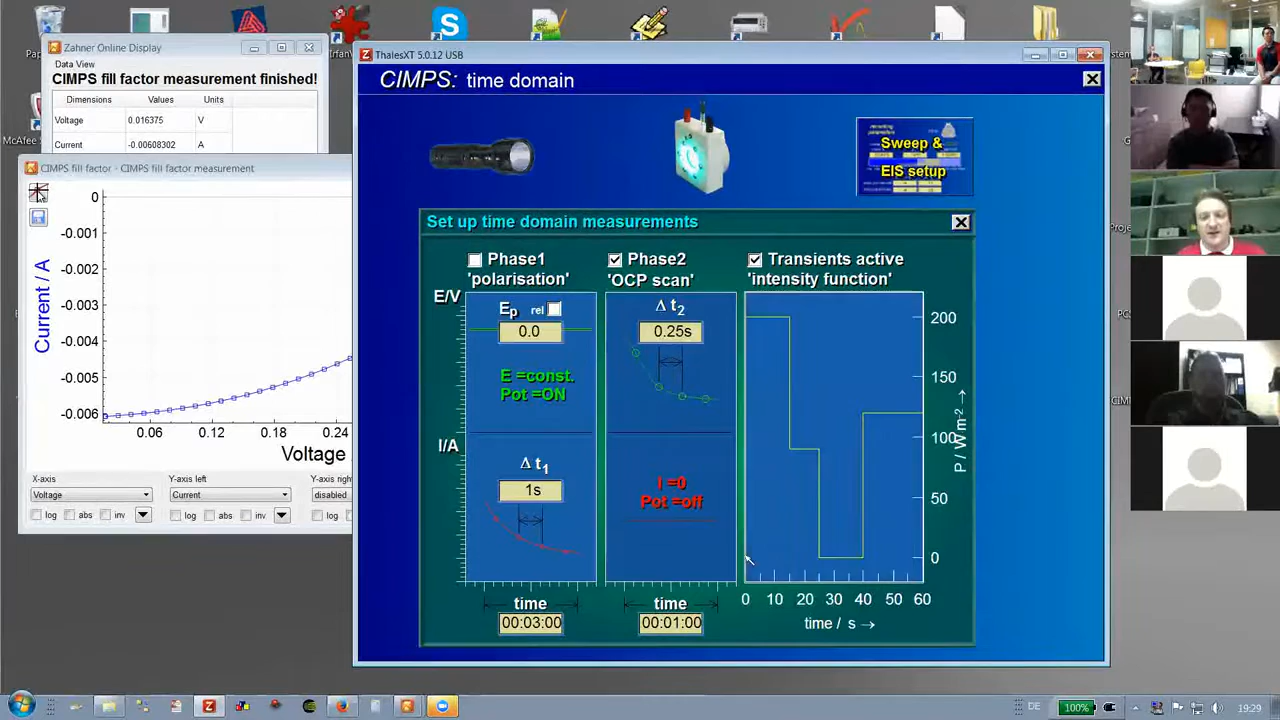 Zahner Online Display
Data View
CIMPS fill factor measurement finished!
Dimensions Values Units
Voltage 0.016375 V
Current -0.00608302 A
CIMPS fill factor - CIMPS fill factor measurement
0
-0.001
-0.002
-0.003
-0.004
-0.005
-0.006
Current / A
0.06 0.12 0.18 0.24
Voltage
X-axis Y-axis left Y-axis right
Voltage Current disabled
log abs inv log abs inv log
ThalesXT 5.0.12 USB
CIMPS: time domain
Sweep &
EIS setup
Set up time domain measurements
Phase1
'polarisation'
Phase2
'OCP scan'
Transients active
'intensity function'
E/V
Ep rel
0.0
E =const.
Pot =ON
I/A
Δ t1
1s
time
00:03:00
Δ t2
0.25s
I =0
Pot =off
time
00:01:00
200
150
100
50
0
P / Wm-2 →
0 10 20 30 40 50 60
time / s →
McAfee
DE 100% 19:29